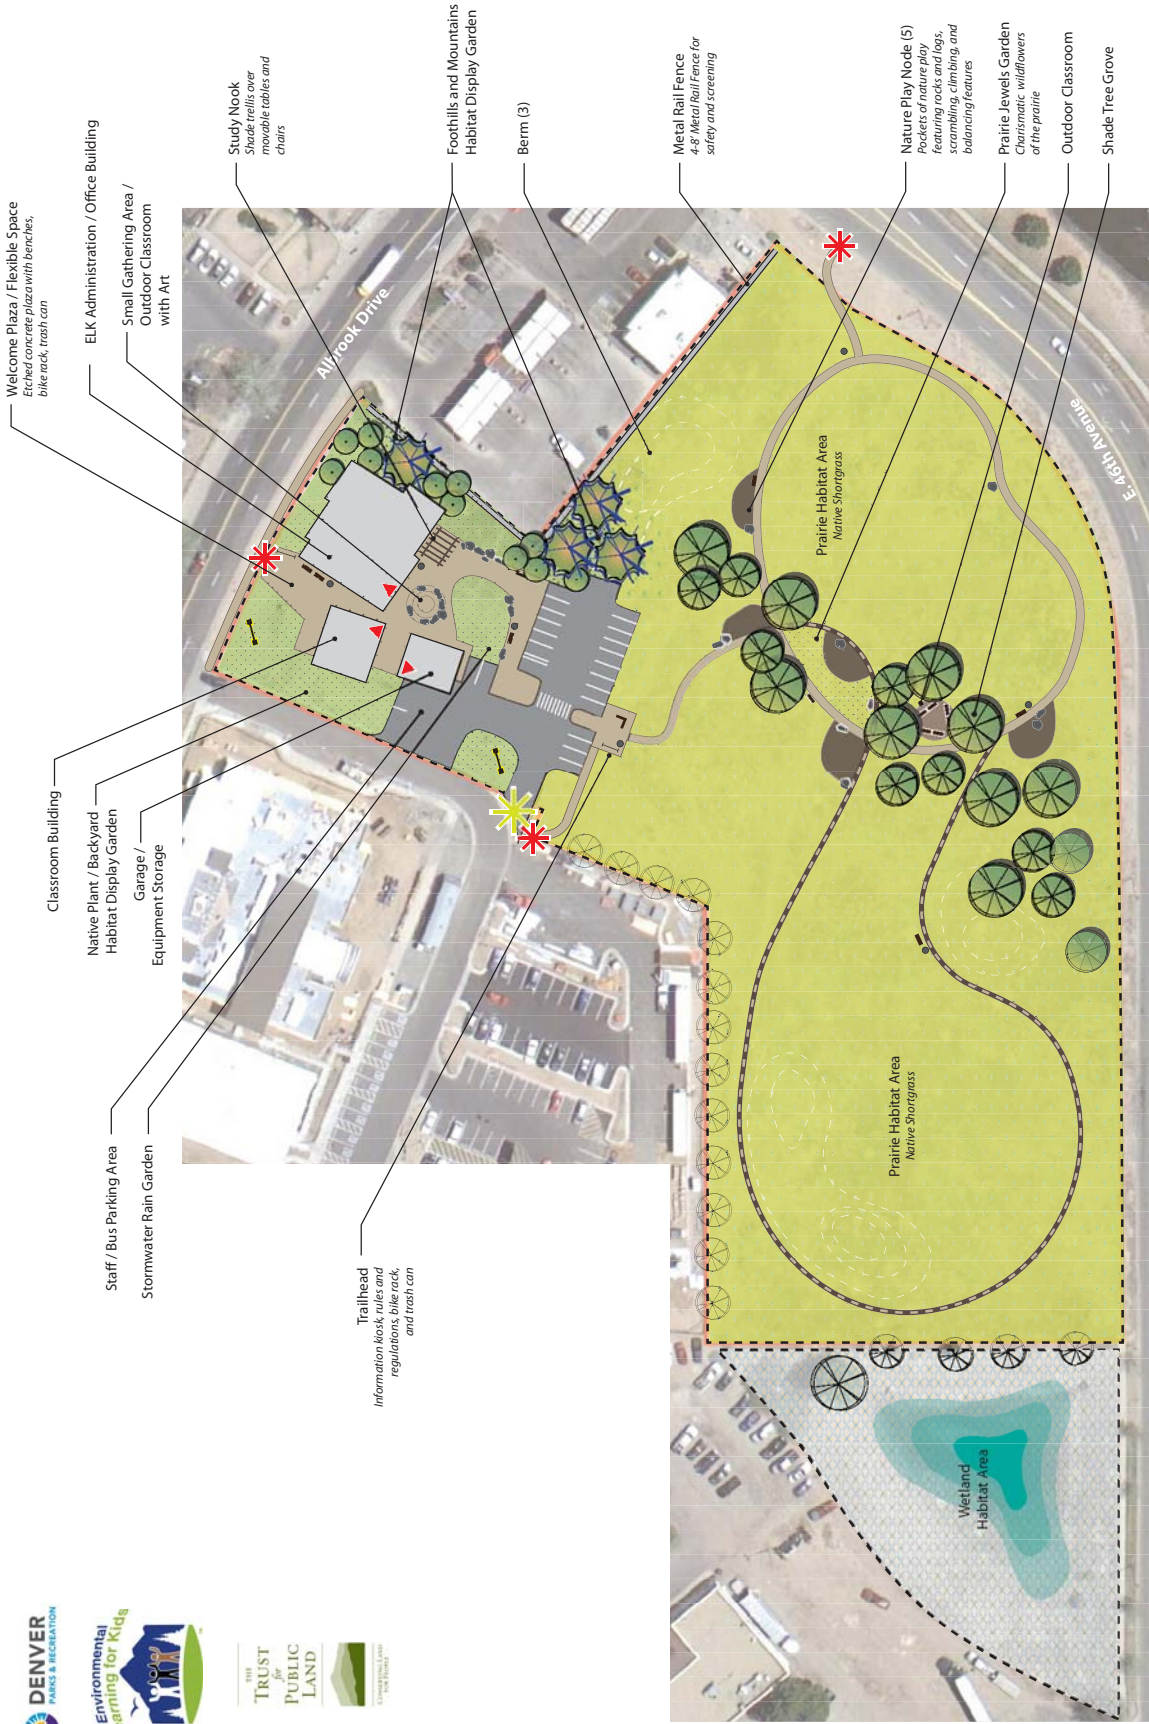 DENVER
PARKS & RECREATION
Environmental
earning for Kids
THE
TRUST
for
PUBLIC
LAND
CONSERVING LAND
FOR PEOPLE
Staff / Bus Parking Area
Stormwater Rain Garden
Trailhead
Information kiosk, rules and
regulations, bike rack,
and trash can
Classroom Building
Native Plant / Backyard
Habitat Display Garden
Garage /
Equipment Storage
Welcome Plaza / Flexible Space
Etched concrete plaza with benches,
bike rack, trash can
ELK Administration / Office Building
Small Gathering Area /
Outdoor Classroom
with Art
Study Nook
Shade trellis over
movable tables and
chairs
Foothills and Mountains
Habitat Display Garden
Berm (3)
Metal Rail Fence
4-8' Metal Rail Fence for
safety and screening
Nature Play Node (5)
Pockets of nature play
featuring rocks and logs,
scrambling, climbing, and
balancing features
Prairie Jewels Garden
Charismatic wildflowers
of the prairie
Outdoor Classroom
Shade Tree Grove
Albrook Drive
E. 46th Avenue
Prairie Habitat Area
Native Shortgrass
Prairie Habitat Area
Native Shortgrass
Wetland
Habitat Area